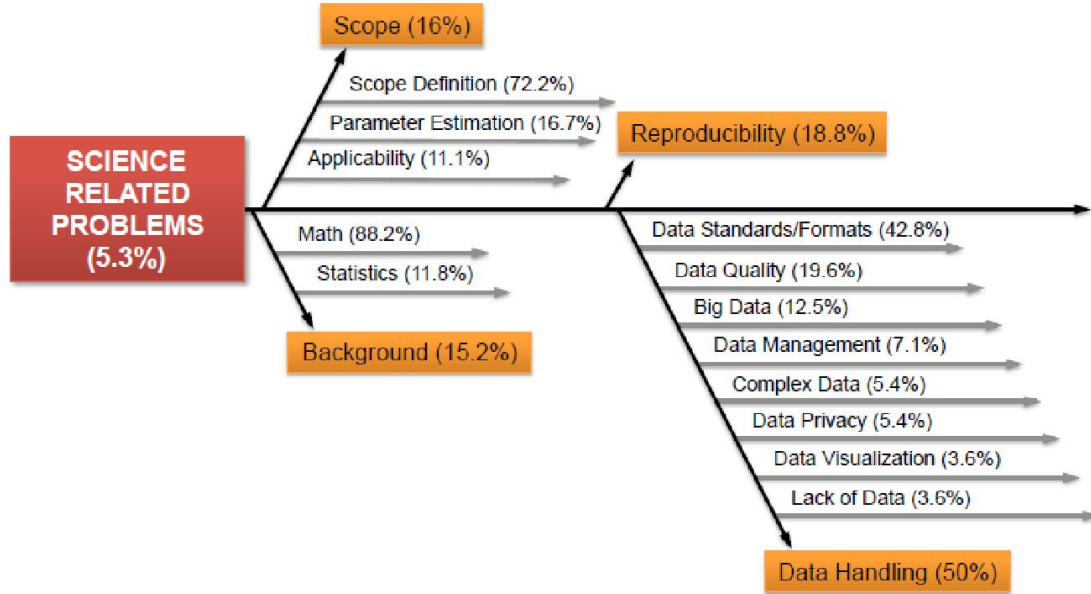 Scope (16%)
Scope Definition (72.2%)
Parameter Estimation (16.7%)
Applicability (11.1%)
Reproducibility (18.8%)
SCIENCE
RELATED
PROBLEMS
(5.3%)
Math (88.2%)
Statistics (11.8%)
Background (15.2%)
Data Standards/Formats (42.8%)
Data Quality (19.6%)
Big Data (12.5%)
Data Management (7.1%)
Complex Data (5.4%)
Data Privacy (5.4%)
Data Visualization (3.6%)
Lack of Data (3.6%)
Data Handling (50%)